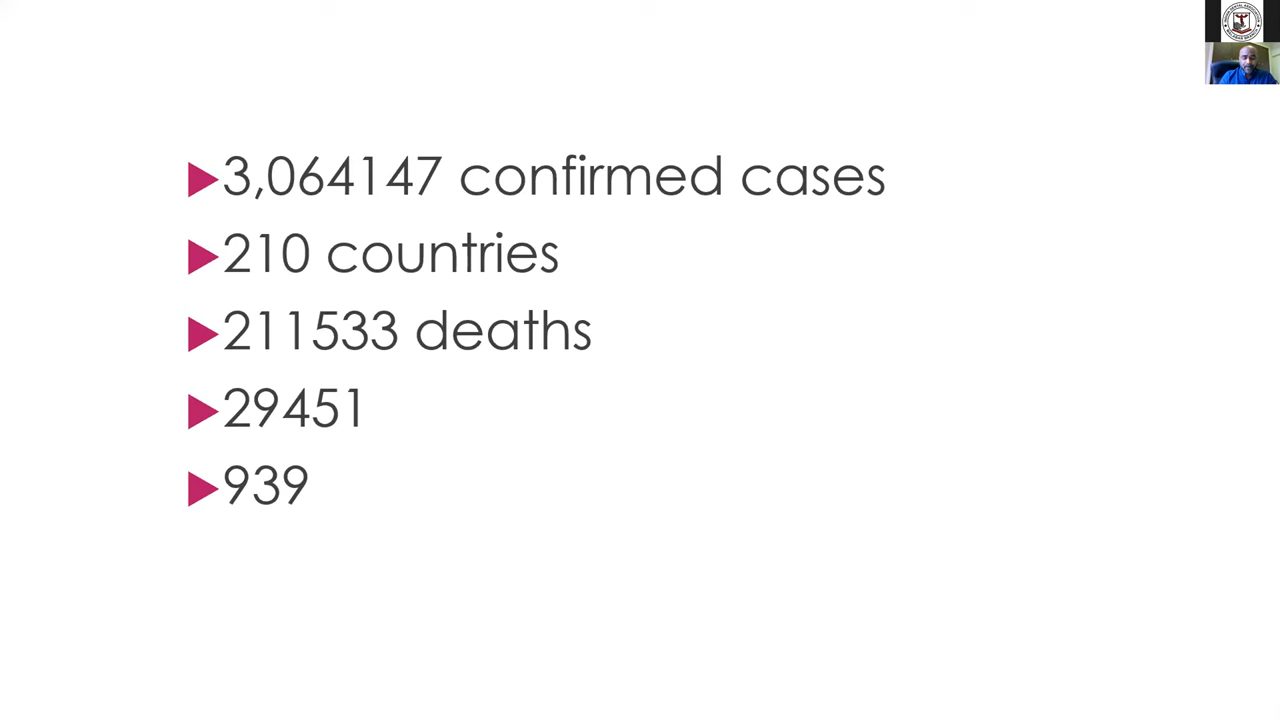 3,064147 confirmed cases
210 countries
211533 deaths
29451
939